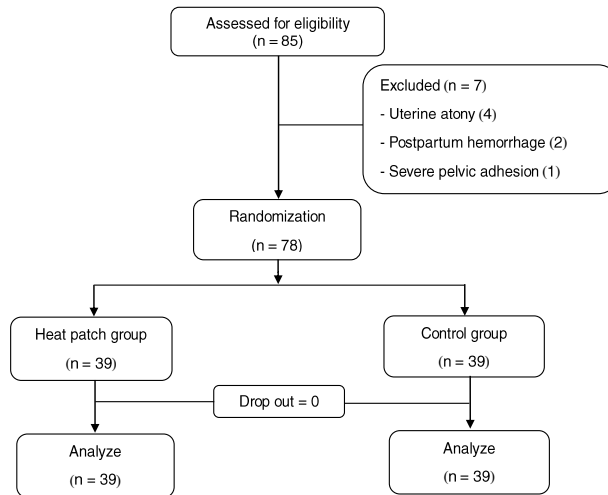 Assessed for eligibility
(n = 85)
Excluded (n = 7)
- Uterine atony (4)
- Postpartum hemorrhage (2)
- Severe pelvic adhesion (1)
Randomization
(n = 78)
Heat patch group
(n = 39)
Control group
(n = 39)
Drop out = 0
Analyze
(n = 39)
Analyze
(n = 39)